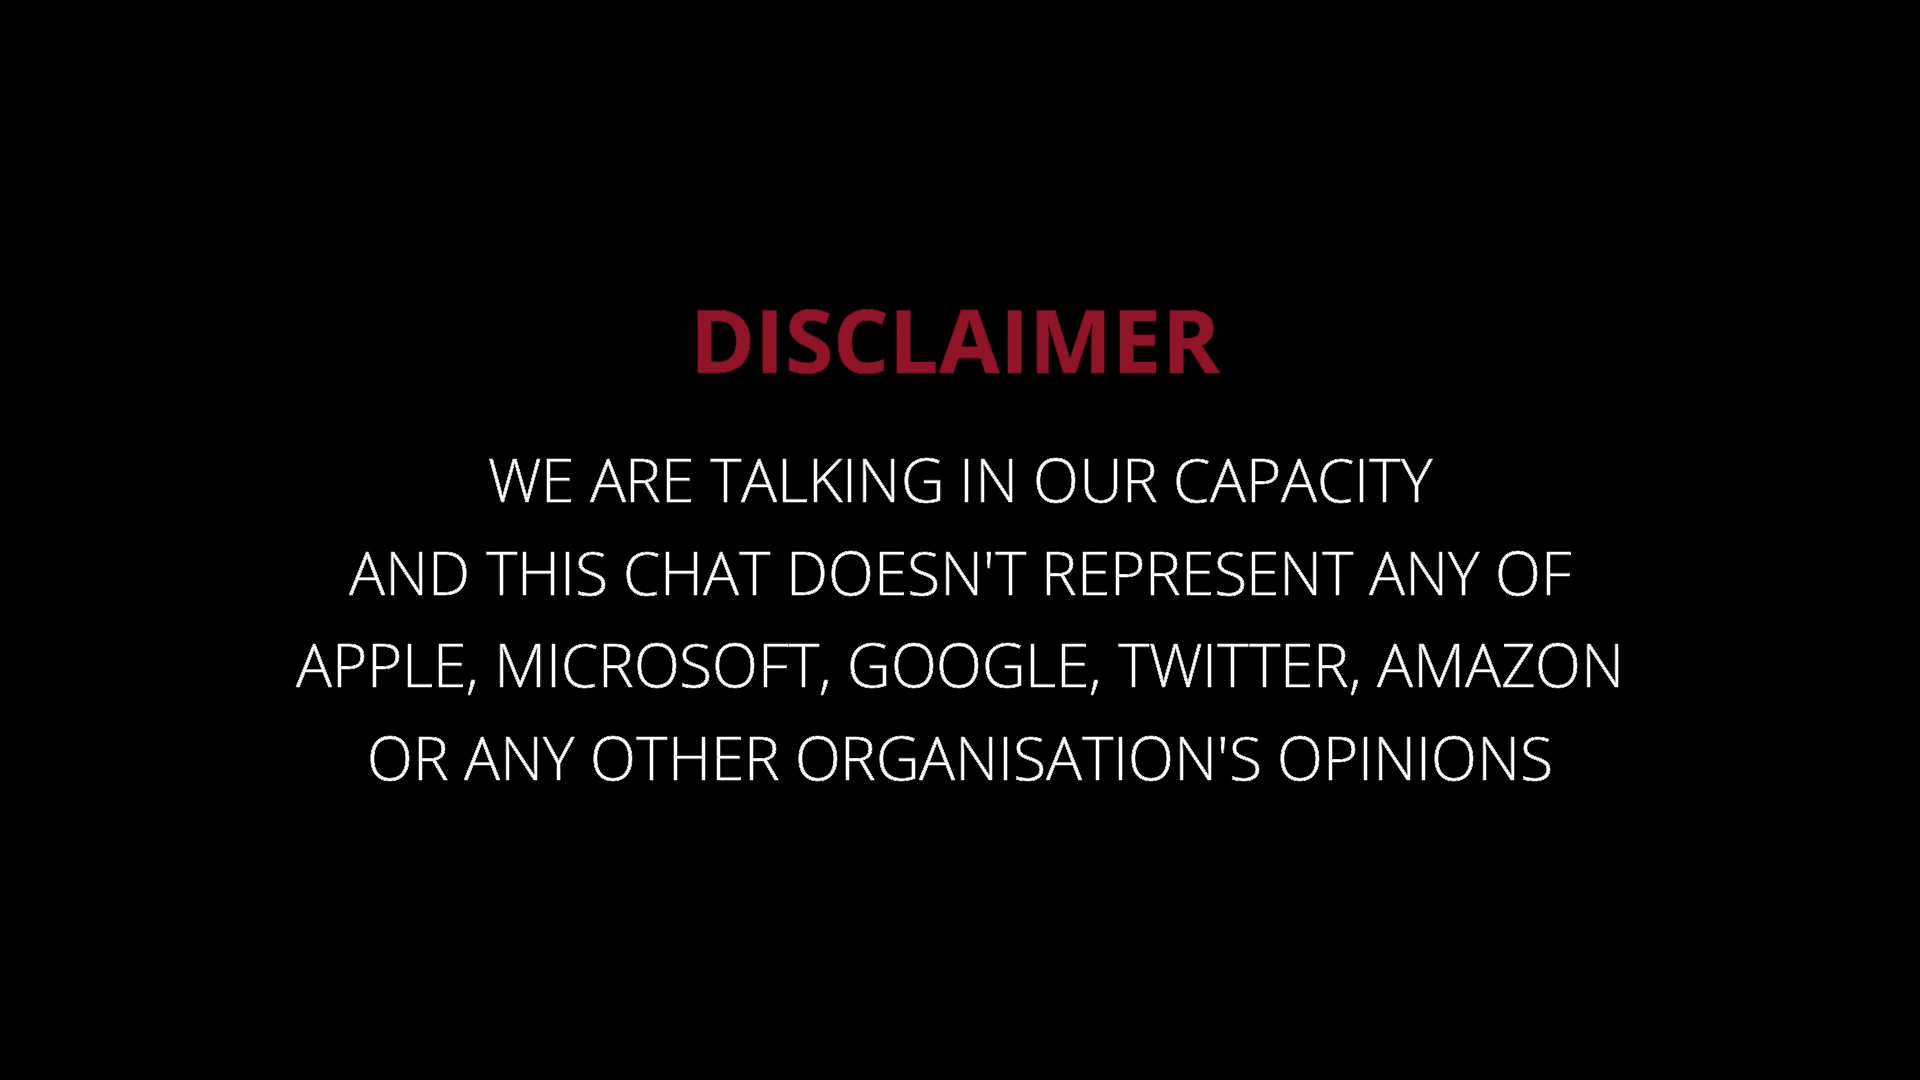 DISCLAIMER
WE ARE TALKING IN OUR CAPACITY
AND THIS CHAT DOESN'T REPRESENT ANY OF
APPLE, MICROSOFT, GOOGLE, TWITTER, AMAZON
OR ANY OTHER ORGANISATION'S OPINIONS